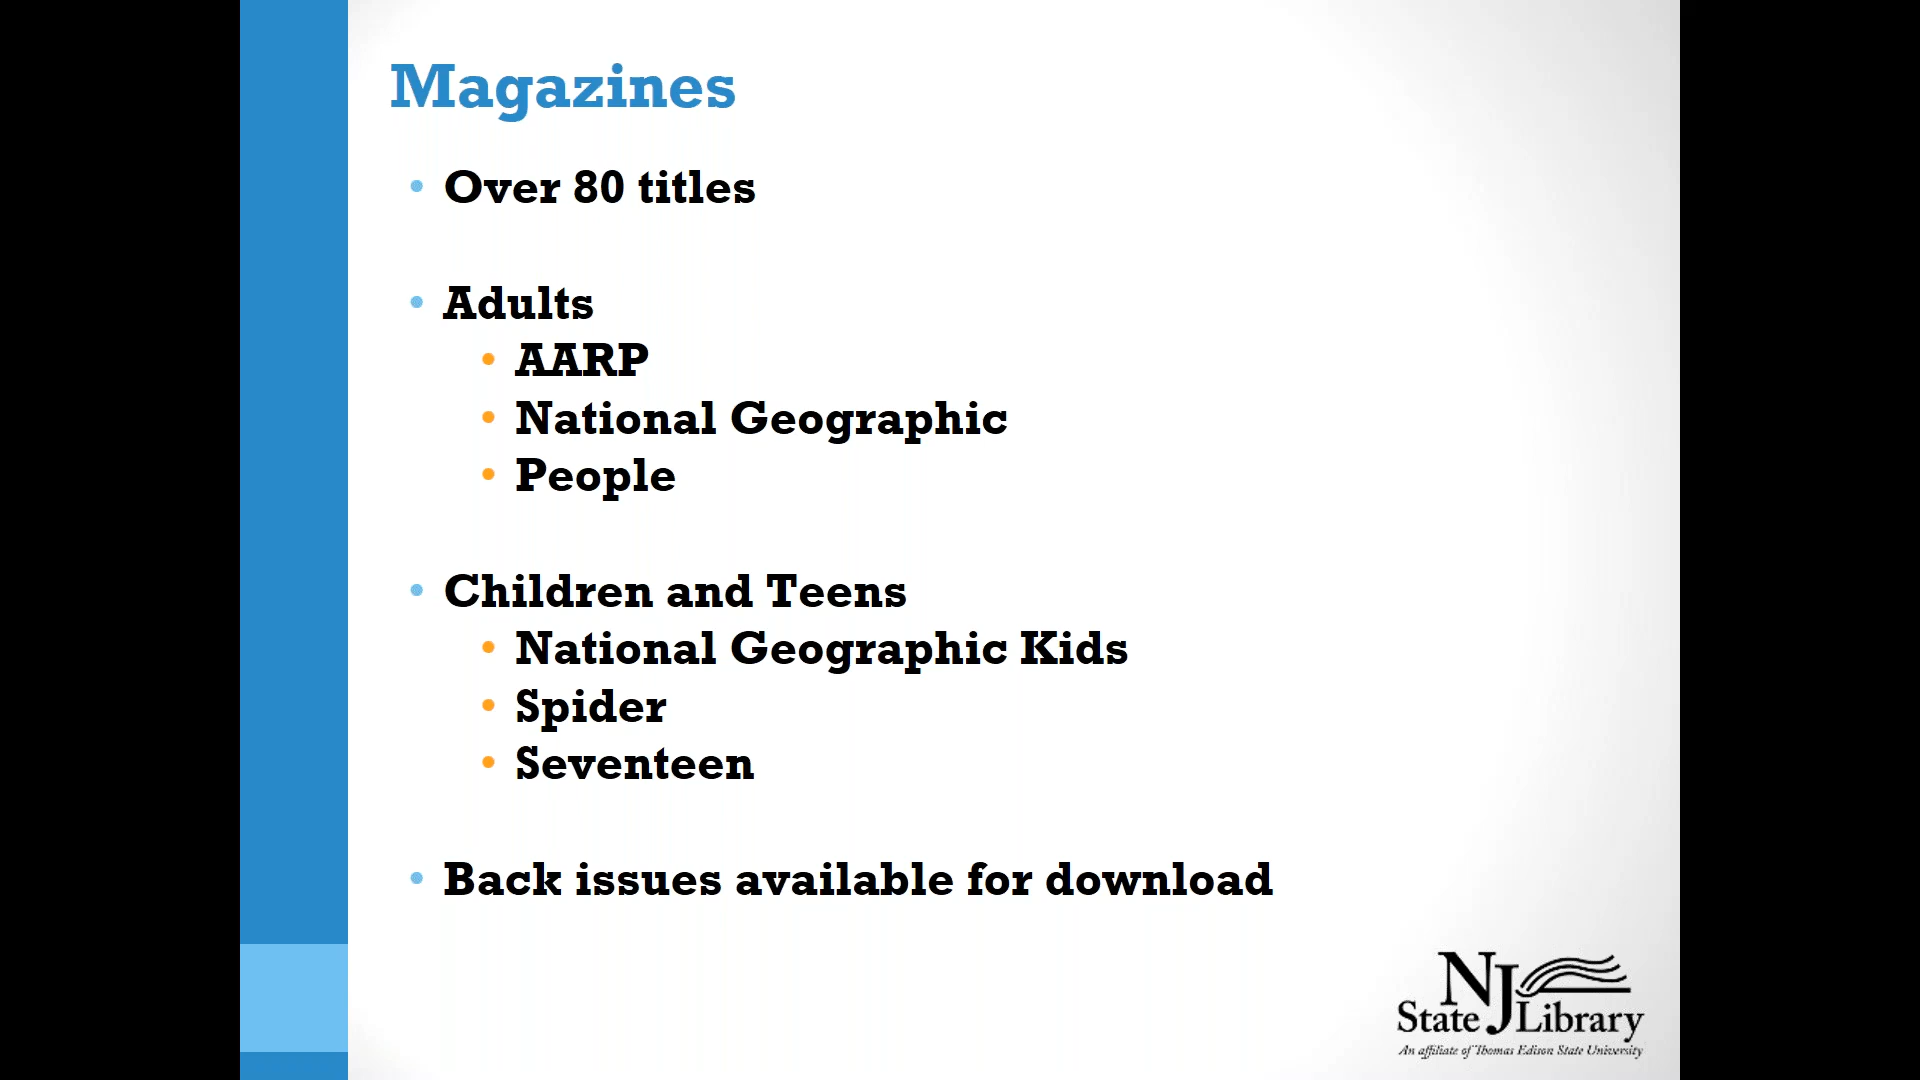 Magazines
Over 80 titles
Adults
AARP
National Geographic
People
Children and Teens
National Geographic Kids
Spider
Seventeen
Back issues available for download
NJ
State Library
An affiliate of Thomas Edison State University